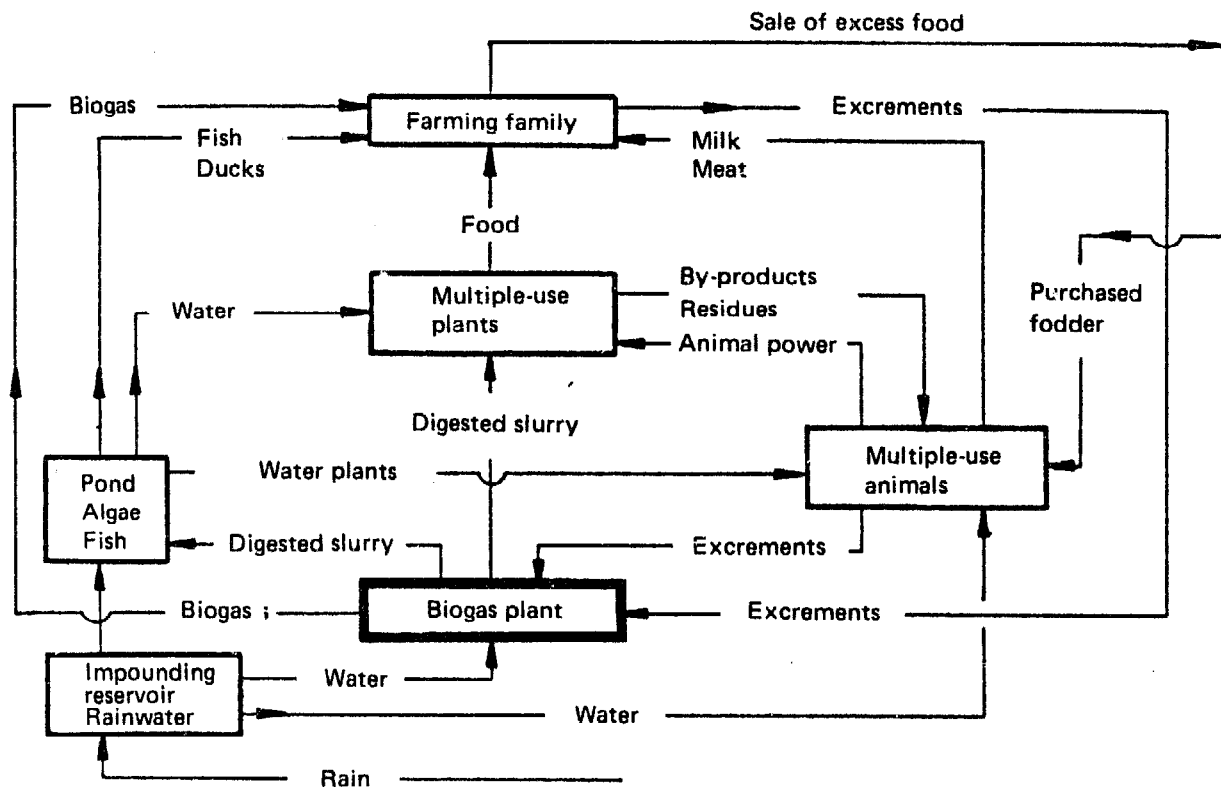 Sale of excess food
Biogas
Farming family
Excrements
Fish
Ducks
Milk
Meat
Food
Multiple-use
plants
By-products
Residues
Animal power
Water
Purchased
fodder
Digested slurry
Water plants
Multiple-use
animals
Pond
Algae
Fish
Digested slurry
Excrements
Biogas ;
Biogas plant
Excrements
Impounding
reservoir
Rainwater
Water
Water
Rain